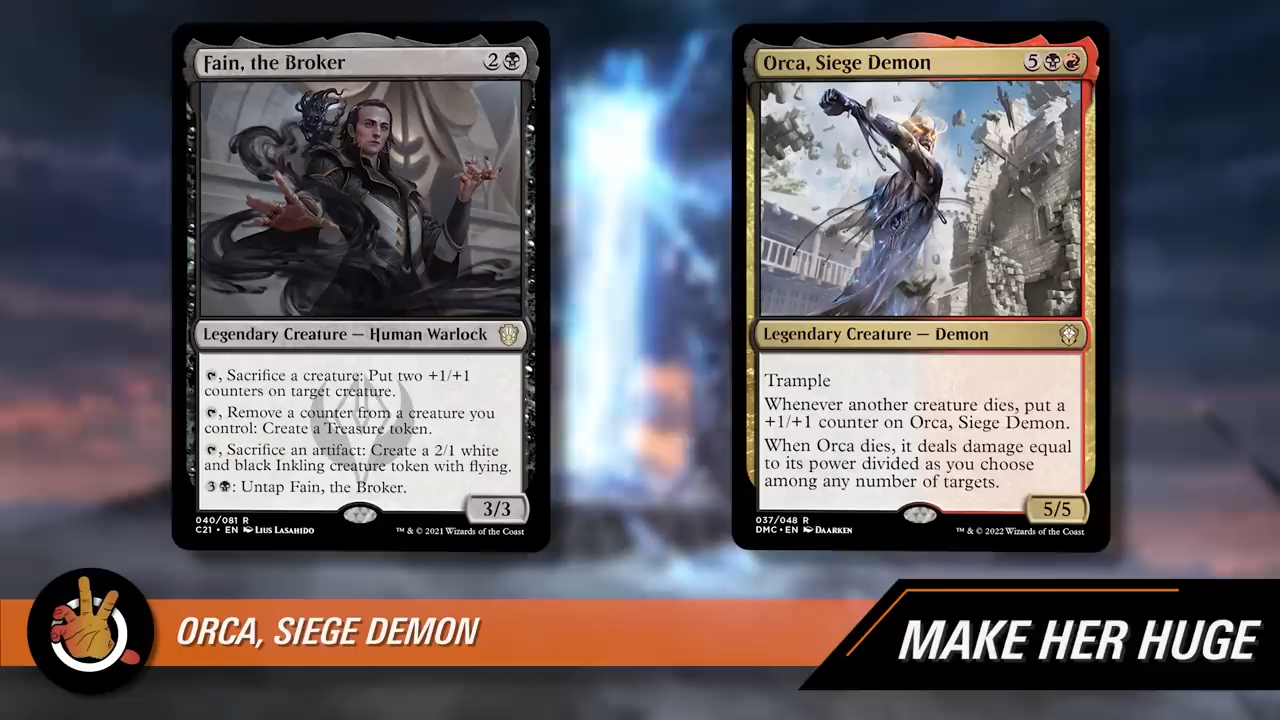 Fain, the Broker 2
Legendary Creature — Human Warlock
, Sacrifice a creature: Put two +1/+1
counters on target creature.
, Remove a counter from a creature you
control: Create a Treasure token.
, Sacrifice an artifact: Create a 2/1 white
and black Inkling creature token with flying.
3: Untap Fain, the Broker.
3/3
040/081 R
C21 • EN Lius Lasahido
™ & © 2021 Wizards of the Coast
Orca, Siege Demon 5
Legendary Creature — Demon
Trample
Whenever another creature dies, put a
+1/+1 counter on Orca, Siege Demon.
When Orca dies, it deals damage equal
to its power divided as you choose
among any number of targets.
5/5
037/048 R
DMC • EN Daarken
™ & © 2022 Wizards of the Coast
ORCA, SIEGE DEMON
MAKE HER HUGE